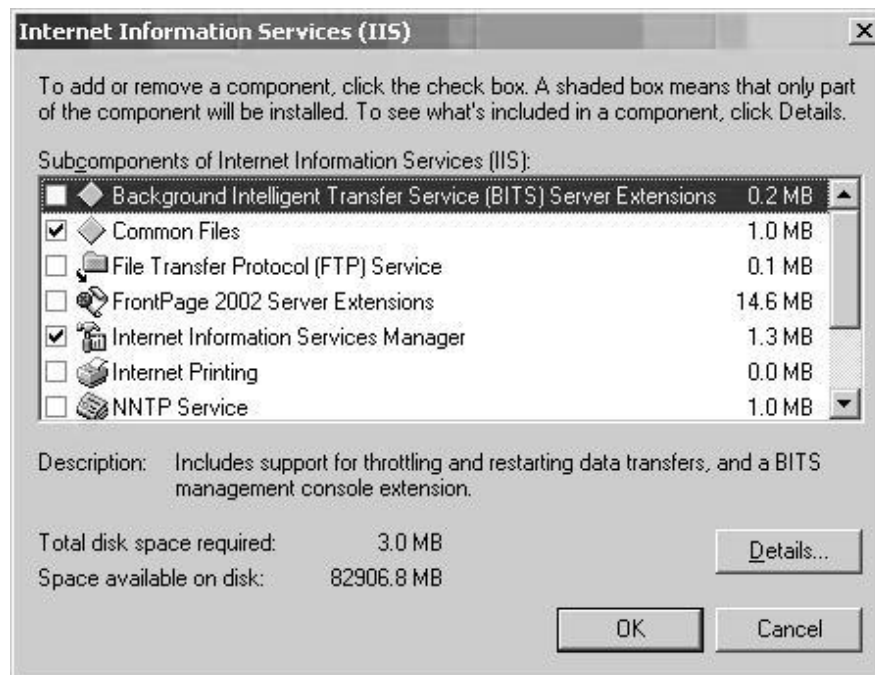 Internet Information Services (IIS)
To add or remove a component, click the check box. A shaded box means that only part
of the component will be installed. To see what's included in a component, click Details.
Subcomponents of Internet Information Services (IIS):
Background Intelligent Transfer Service (BITS) Server Extensions 0.2 MB
Common Files 1.0 MB
File Transfer Protocol (FTP) Service 0.1 MB
FrontPage 2002 Server Extensions 14.6 MB
Internet Information Services Manager 1.3 MB
Internet Printing 0.0 MB
NNTP Service 1.0 MB
Description: Includes support for throttling and restarting data transfers, and a BITS
management console extension.
Total disk space required: 3.0 MB
Space available on disk: 82906.8 MB
Details...
OK Cancel